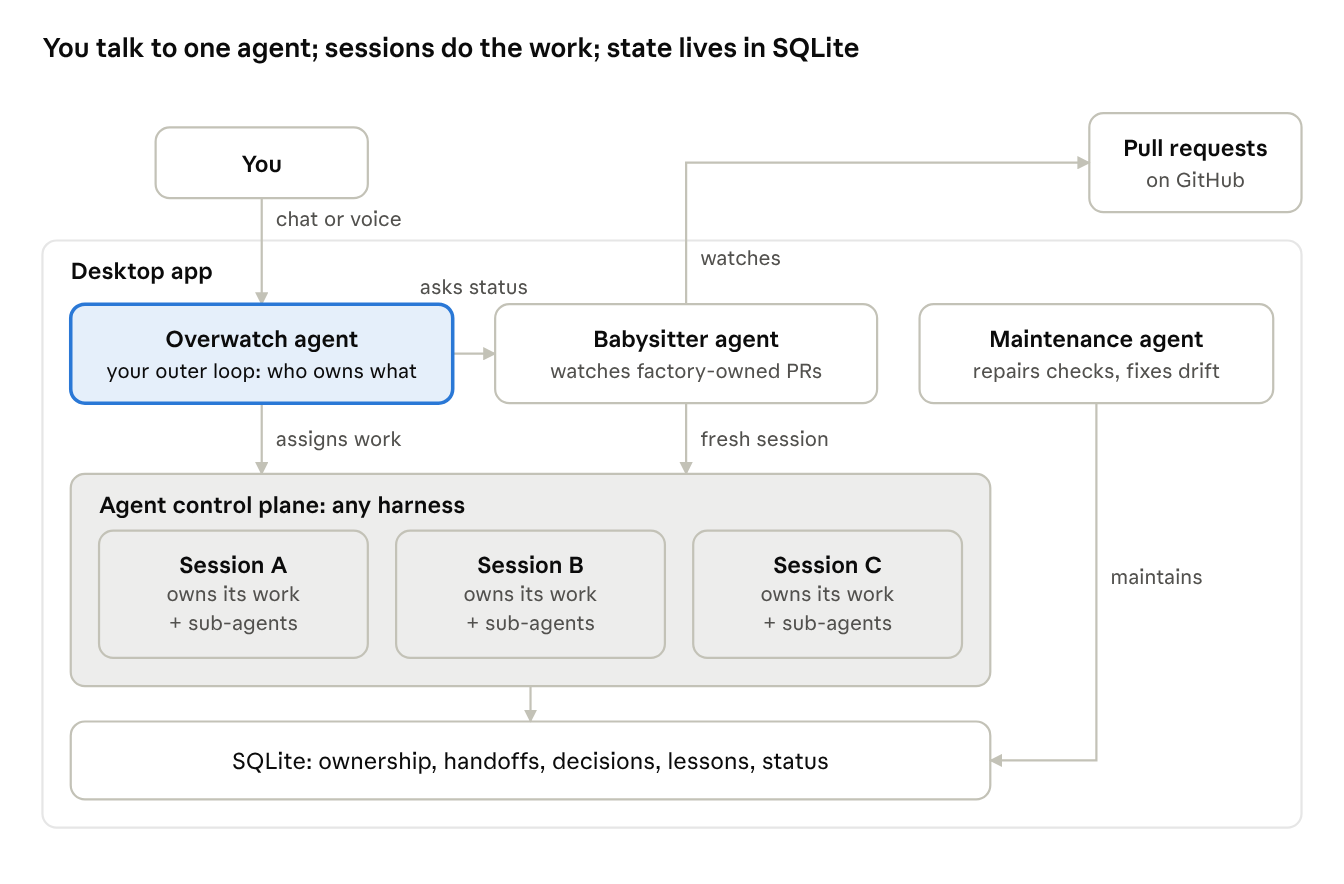 You talk to one agent; sessions do the work; state lives in SQLite
You
Pull requests
on GitHub
chat or voice
watches
Desktop app
asks status
Overwatch agent
your outer loop: who owns what
Babysitter agent
watches factory-owned PRs
Maintenance agent
repairs checks, fixes drift
assigns work
fresh session
Agent control plane: any harness
Session A
owns its work
+ sub-agents
Session B
owns its work
+ sub-agents
Session C
owns its work
+ sub-agents
maintains
SQLite: ownership, handoffs, decisions, lessons, status